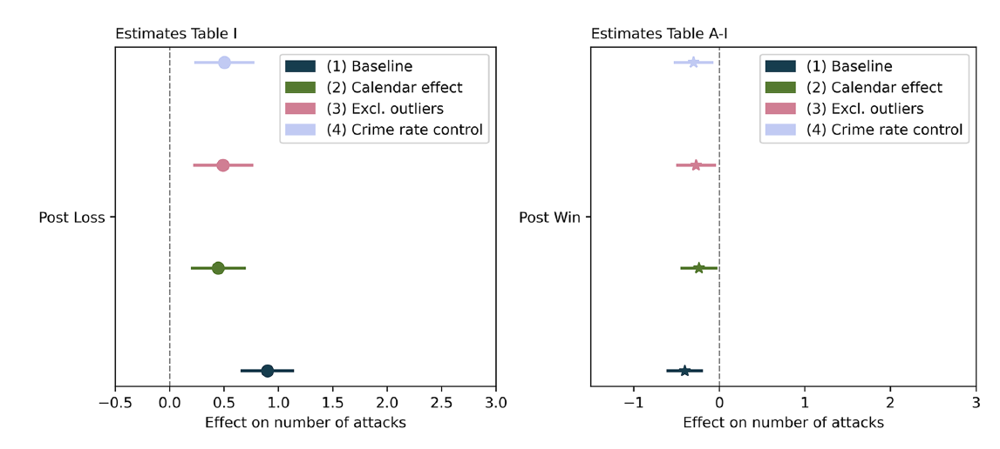 Estimates Table I
(1) Baseline
(2) Calendar effect
(3) Excl. outliers
(4) Crime rate control
Post Loss
−0.5 0.0 0.5 1.0 1.5 2.0 2.5 3.0
Effect on number of attacks
Estimates Table A-I
(1) Baseline
(2) Calendar effect
(3) Excl. outliers
(4) Crime rate control
Post Win
−1 0 1 2 3
Effect on number of attacks